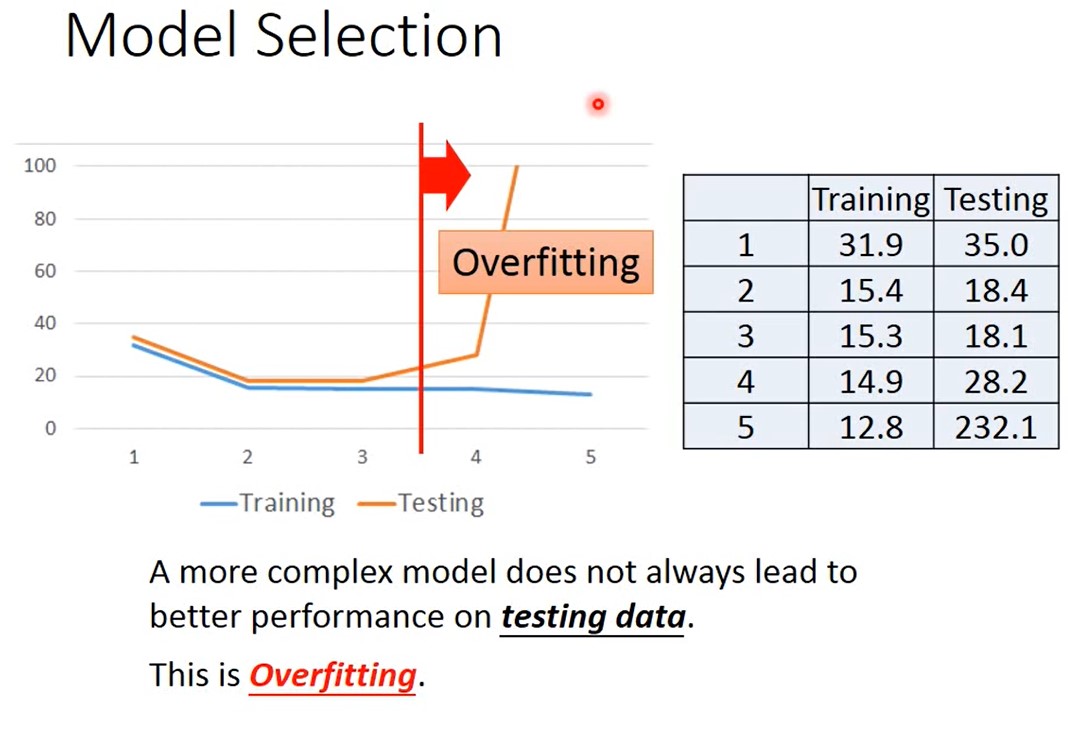 Model Selection
100
80
60
40
20
0
1 2 3 4 5
Training Testing
Overfitting
Training Testing
1 31.9 35.0
2 15.4 18.4
3 15.3 18.1
4 14.9 28.2
5 12.8 232.1
A more complex model does not always lead to
better performance on testing data.
This is Overfitting.